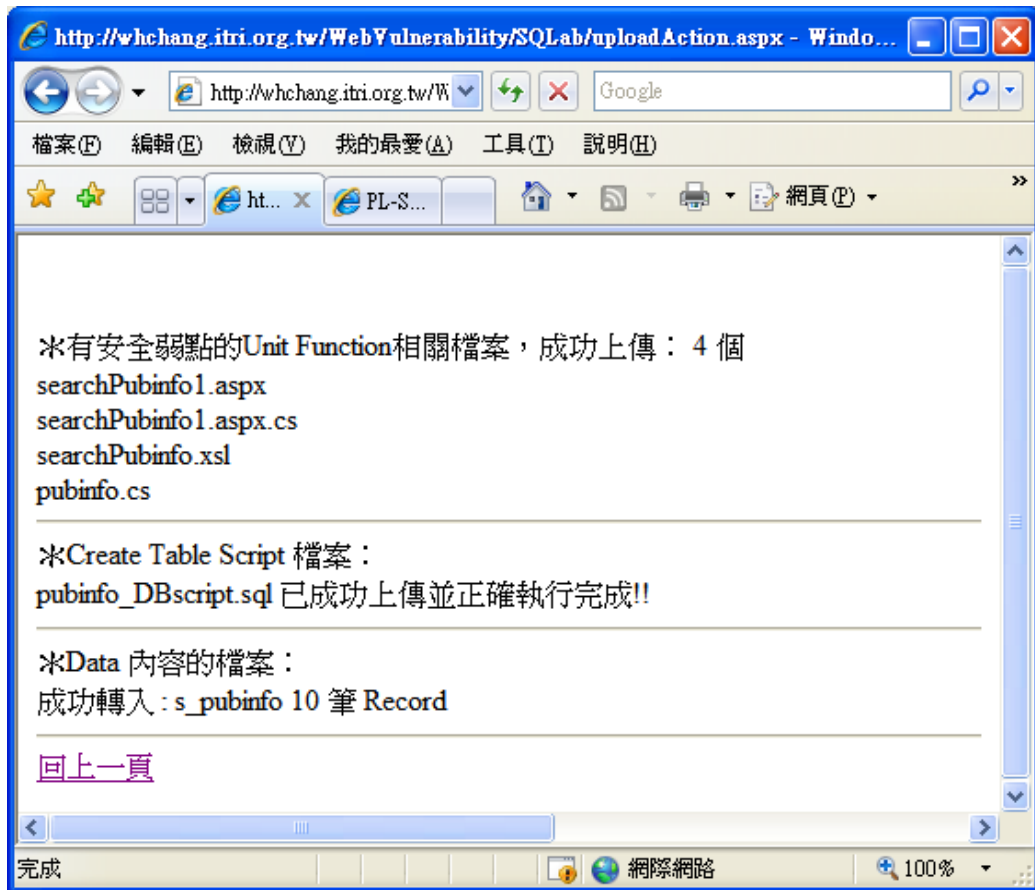 http://whchang.itri.org.tw/WebVulnerability/SQLab/uploadAction.aspx - Windo...
http://whchang.itri.org.tw/W
Google
檔案(F) 編輯(E) 檢視(V) 我的最愛(A) 工具(T) 說明(H)
ht... PL-S... 網頁(P) »
※有安全弱點的Unit Function相關檔案，成功上傳： 4 個
searchPubinfo1.aspx
searchPubinfo1.aspx.cs
searchPubinfo.xsl
pubinfo.cs
※Create Table Script 檔案：
pubinfo_DBscript.sql 已成功上傳並正確執行完成!!
※Data 內容的檔案：
成功轉入 : s_pubinfo 10 筆 Record
回上一頁
完成 網際網路 100%